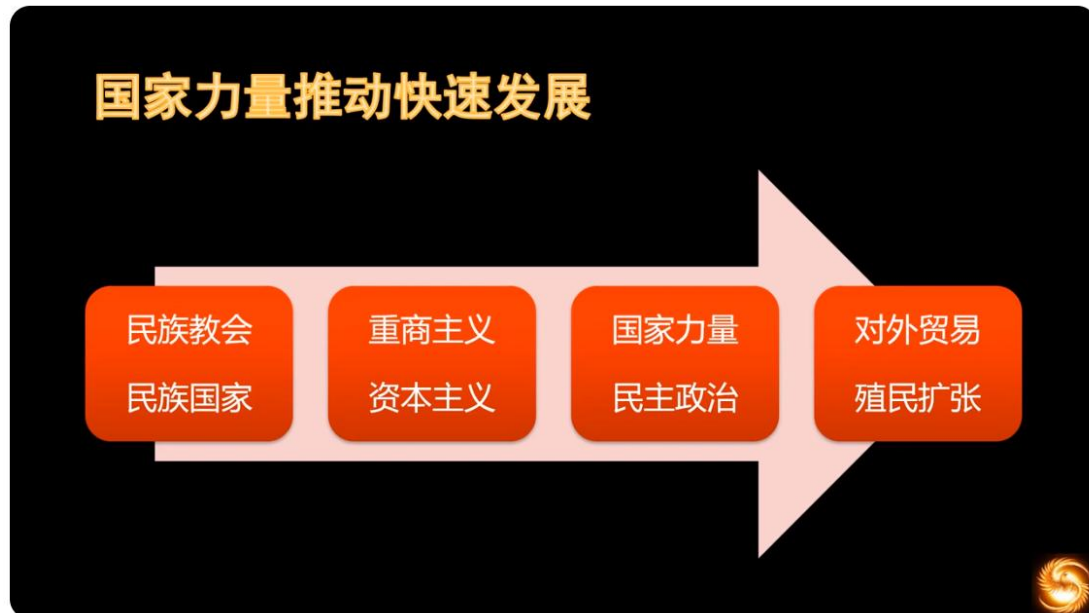 国家力量推动快速发展
民族教会
民族国家
重商主义
资本主义
国家力量
民主政治
对外贸易
殖民扩张